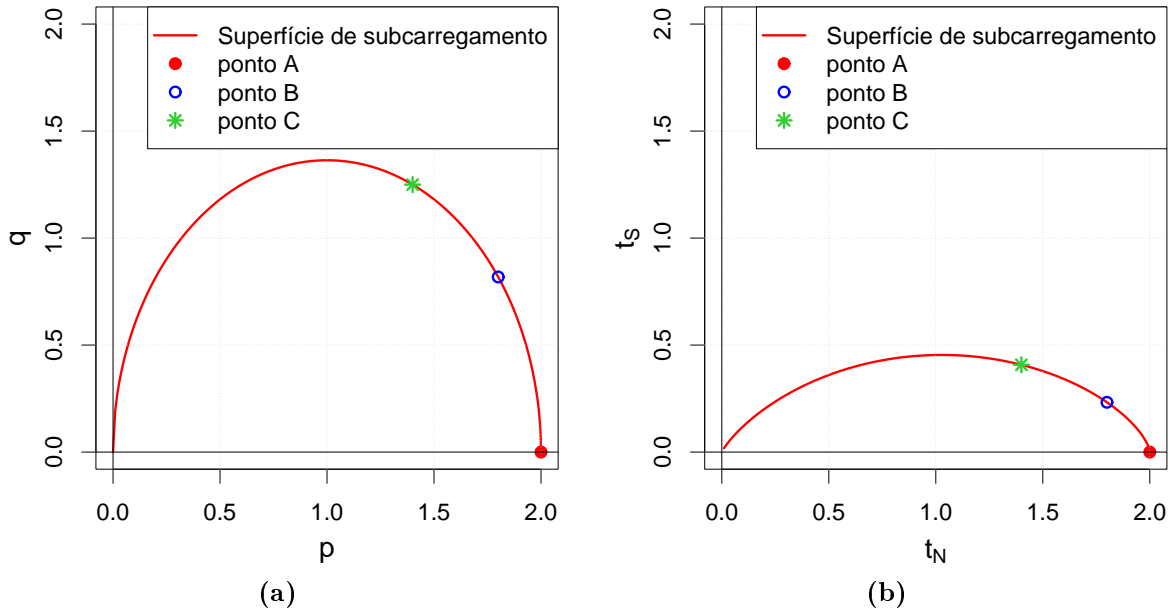 2.0
1.5
1.0
0.5
0.0
q
Superfície de subcarregamento
ponto A
ponto B
ponto C
0.0 0.5 1.0 1.5 2.0
p
(a)
2.0
1.5
1.0
0.5
0.0
tS
Superfície de subcarregamento
ponto A
ponto B
ponto C
0.0 0.5 1.0 1.5 2.0
tN
(b)